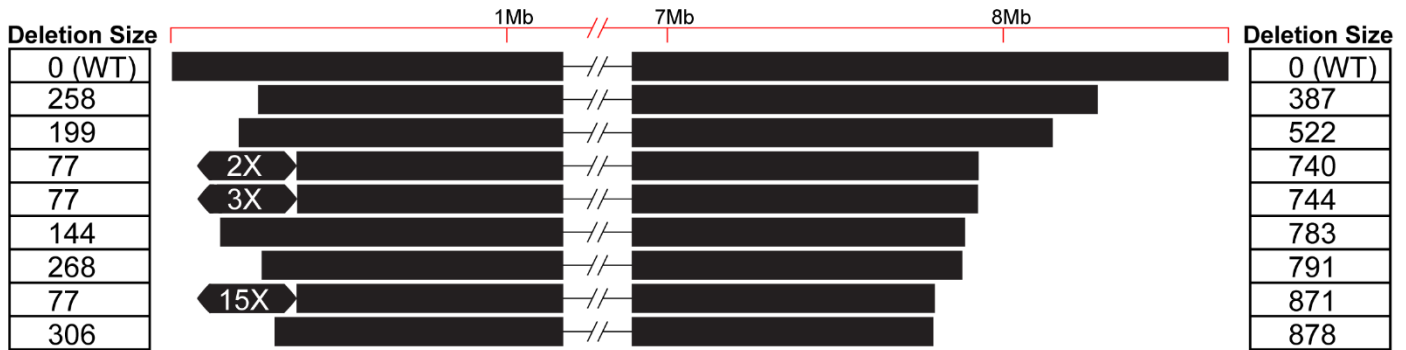 1Mb 7Mb 8Mb
Deletion Size Deletion Size
0 (WT) 0 (WT)
258 387
199 522
77 2X 740
77 3X 744
144 783
268 791
77 15X 871
306 878